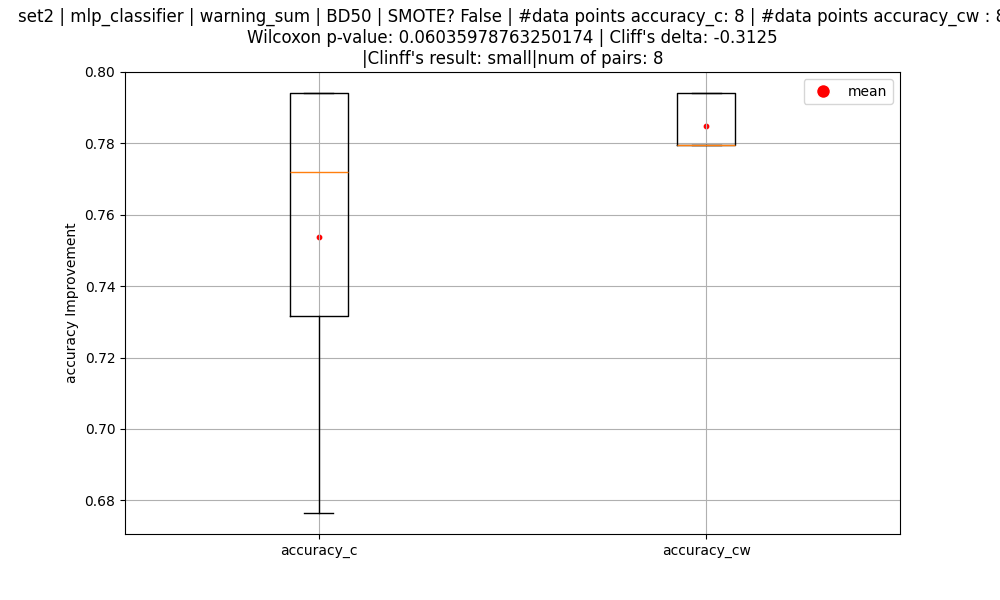 set2 | mlp_classifier | warning_sum | BD50 | SMOTE? False | #data points accuracy_c: 8 | #data points accuracy_cw : 8
Wilcoxon p-value: 0.06035978763250174 | Cliff's delta: -0.3125
|Clinff's result: small|num of pairs: 8
mean
0.80
0.78
0.76
0.74
0.72
0.70
0.68
accuracy Improvement
accuracy_c
accuracy_cw